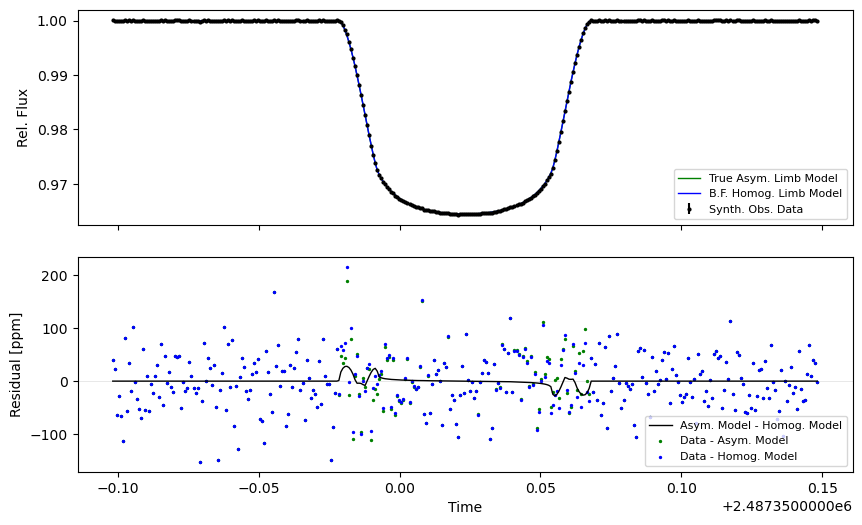 1.00
0.99
0.98
0.97
Rel. Flux
True Asym. Limb Model
B.F. Homog. Limb Model
Synth. Obs. Data
200
100
0
−100
Residual [ppm]
Asym. Model - Homog. Model
Data - Asym. Model
Data - Homog. Model
−0.10
−0.05
0.00
0.05
0.10
0.15
Time
+2.4873500000e6